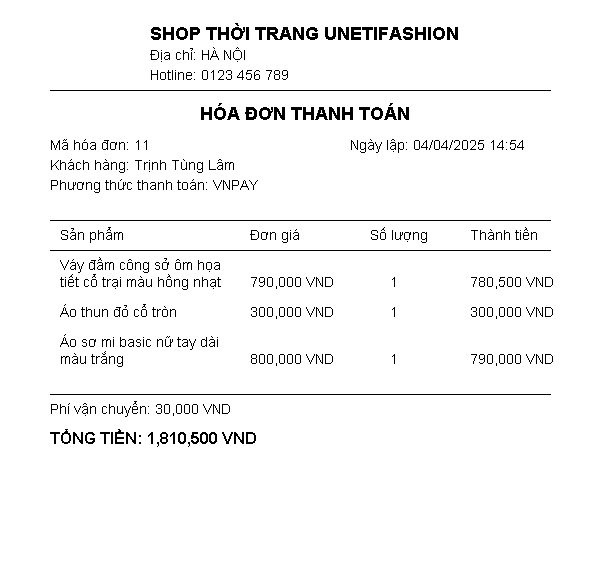 SHOP THỜI TRANG UNETIFASHION
Địa chỉ: HÀ NỘI
Hotline: 0123 456 789
HÓA ĐƠN THANH TOÁN
Mã hóa đơn: 11 Ngày lập: 04/04/2025 14:54
Khách hàng: Trịnh Tùng Lâm
Phương thức thanh toán: VNPAY
Sản phẩm Đơn giá Số lượng Thành tiền
Váy đầm công sở ôm họa
tiết cổ trại màu hồng nhạt 790,000 VND 1 780,500 VND
Áo thun đỏ cổ tròn 300,000 VND 1 300,000 VND
Áo sơ mi basic nữ tay dài
màu trắng 800,000 VND 1 790,000 VND
Phí vận chuyển: 30,000 VND
TỔNG TIỀN: 1,810,500 VND